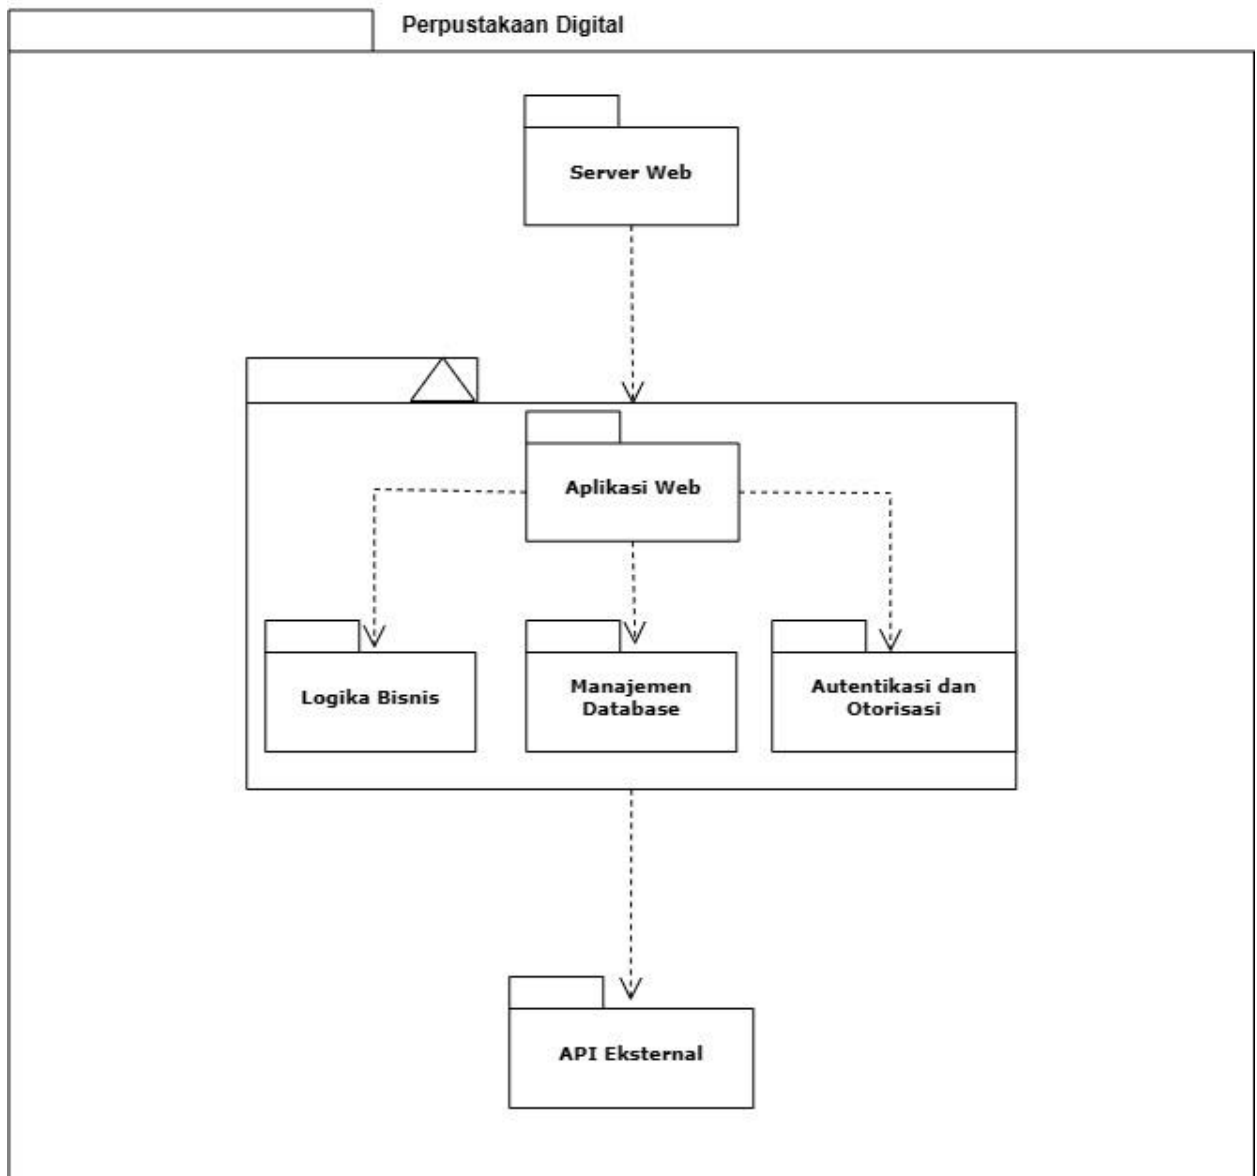 Perpustakaan Digital
Server Web
Aplikasi Web
Logika Bisnis
Manajemen
Database
Autentikasi dan
Otorisasi
API Eksternal